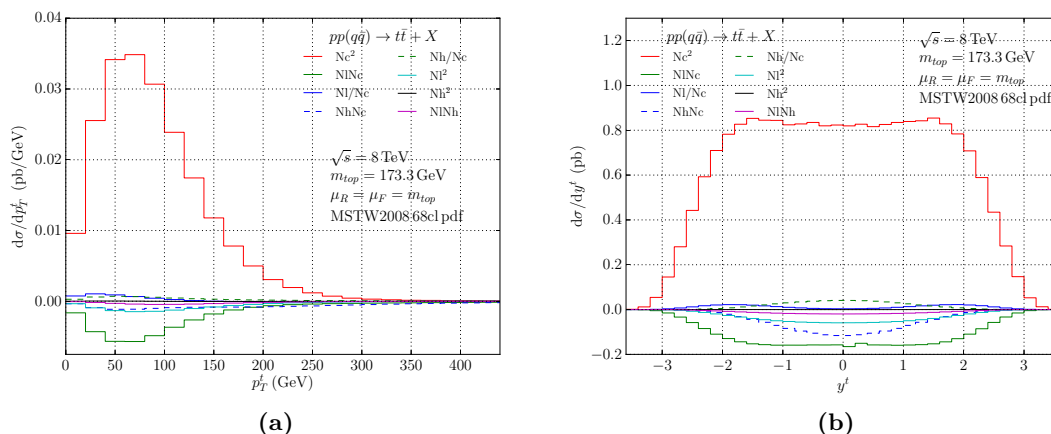 0.04
0.03
0.02
0.01
0.00
dσ/dp_T^t (pb/GeV)
pp(qq̄) → tt̄ + X
Nc²
NlNc
Nl/Nc
NhNc
Nh/Nc
Nl²
Nh²
NlNh
√s = 8 TeV
m_top = 173.3 GeV
μ_R = μ_F = m_top
MSTW2008 68cl pdf
0 50 100 150 200 250 300 350 400
p_T^t (GeV)
(a)
1.2
1.0
0.8
0.6
0.4
0.2
0.0
−0.2
dσ/dy^t (pb)
pp(qq̄) → tt̄ + X
Nc²
NlNc
Nl/Nc
NhNc
Nh/Nc
Nl²
Nh²
NlNh
√s = 8 TeV
m_top = 173.3 GeV
μ_R = μ_F = m_top
MSTW2008 68cl pdf
−3 −2 −1 0 1 2 3
y^t
(b)